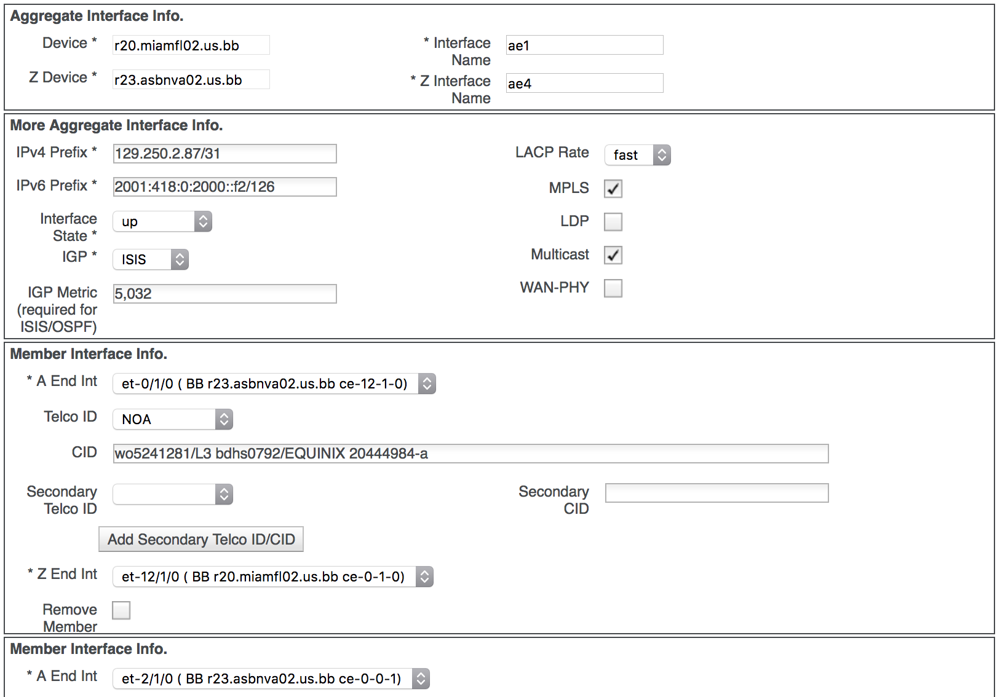 Aggregate Interface Info.
Device * r20.miamfl02.us.bb * Interface Name ae1
Z Device * r23.asbnva02.us.bb * Z Interface Name ae4
More Aggregate Interface Info.
IPv4 Prefix * 129.250.2.87/31 LACP Rate fast
IPv6 Prefix * 2001:418:0:2000::f2/126 MPLS
Interface State * up LDP
IGP * ISIS Multicast
IGP Metric (required for ISIS/OSPF) 5,032 WAN-PHY
Member Interface Info.
* A End Int et-0/1/0 ( BB r23.asbnva02.us.bb ce-12-1-0)
Telco ID NOA
CID wo5241281/L3 bdhs0792/EQUINIX 20444984-a
Secondary Telco ID Secondary CID
Add Secondary Telco ID/CID
* Z End Int et-12/1/0 ( BB r20.miamfl02.us.bb ce-0-1-0)
Remove Member
Member Interface Info.
* A End Int et-2/1/0 ( BB r23.asbnva02.us.bb ce-0-0-1)